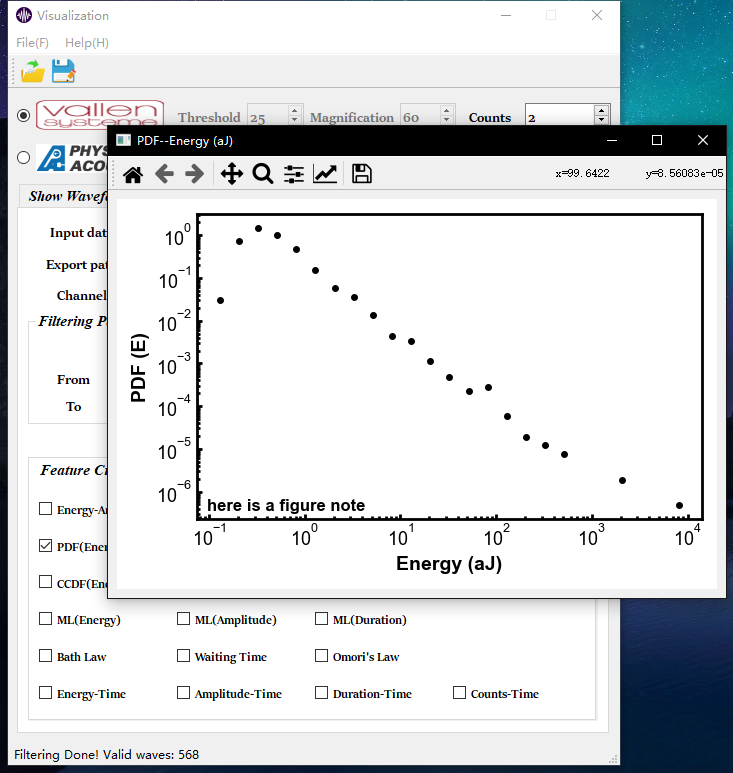 Visualization
File(F) Help(H)
vallen
systeme
Threshold 25 Magnification 60 Counts 2
PHYS
ACOU
PDF--Energy (aJ)
x=99.6422 y=8.56083e-05
Show Wavef
Input dat
Export pat
Channel
Filtering P
From
To
Feature C
Energy-A
PDF(Ener
CCDF(En
10^0
10^−1
10^−2
10^−3
10^−4
10^−5
10^−6
PDF (E)
here is a figure note
10^−1 10^0 10^1 10^2 10^3 10^4
Energy (aJ)
ML(Energy) ML(Amplitude) ML(Duration)
Bath Law Waiting Time Omori's Law
Energy-Time Amplitude-Time Duration-Time Counts-Time
Filtering Done! Valid waves: 568